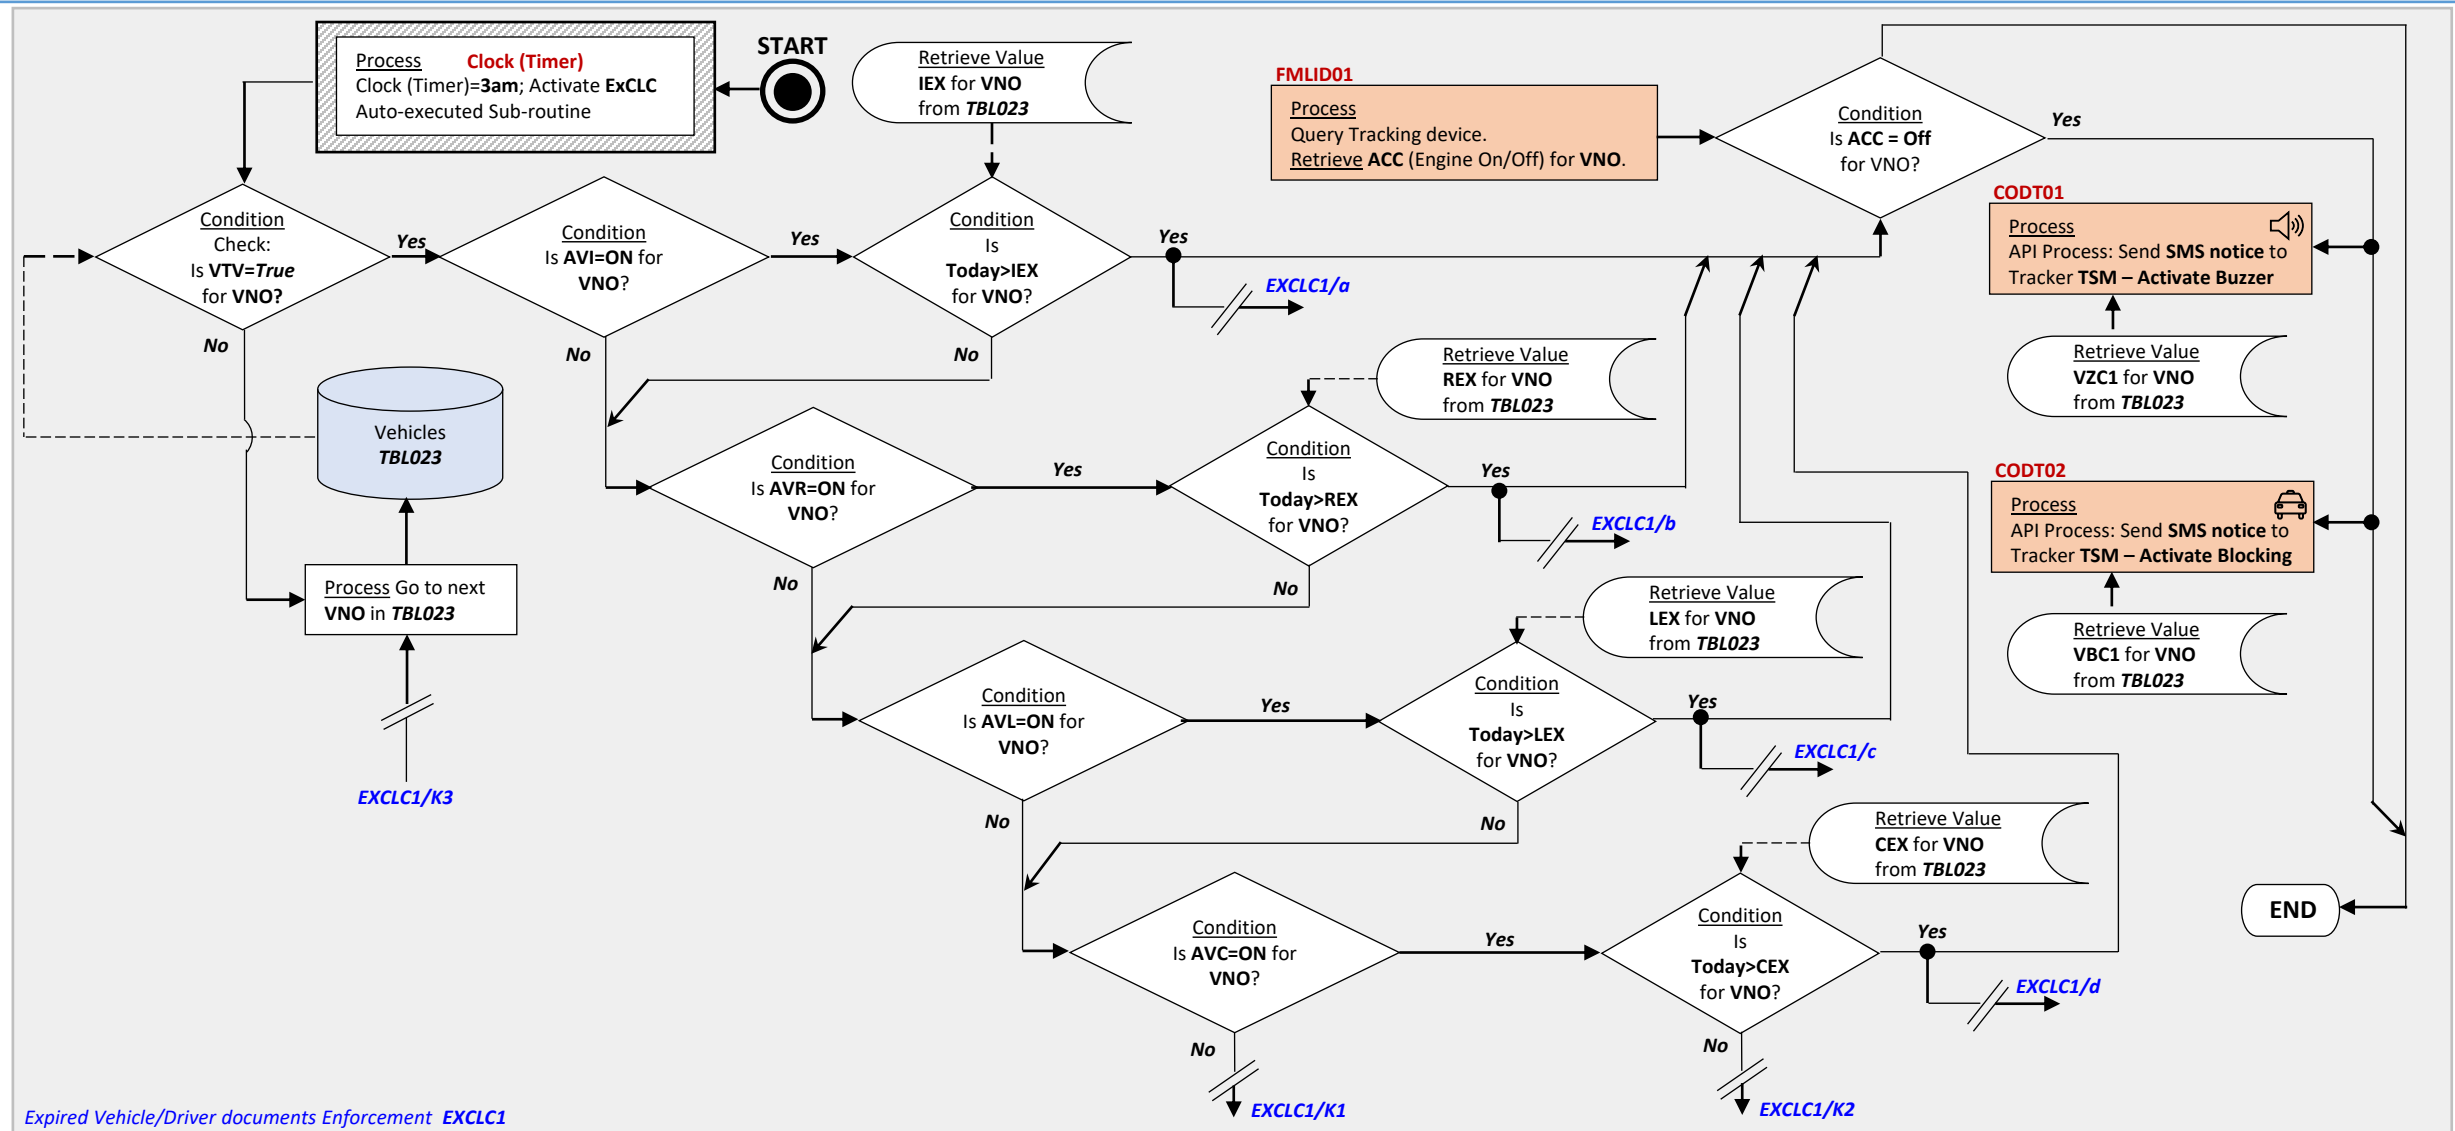 START
Process Clock (Timer)
Clock (Timer)=3am; Activate ExCLC
Auto-executed Sub-routine
Retrieve Value
IEX for VNO
from TBL023
FMLID01
Process
Query Tracking device.
Retrieve ACC (Engine On/Off) for VNO.
Condition
Is ACC = Off
for VNO?
Yes
CODT01
Process
API Process: Send SMS notice to
Tracker TSM – Activate Buzzer
Retrieve Value
VZC1 for VNO
from TBL023
CODT02
Process
API Process: Send SMS notice to
Tracker TSM – Activate Blocking
Retrieve Value
VBC1 for VNO
from TBL023
END
Condition
Check:
Is VTV=True
for VNO?
Yes
No
Condition
Is AVI=ON for
VNO?
Yes
No
Condition
Is
Today>IEX
for VNO?
Yes
No
EXCLC1/a
Vehicles
TBL023
Process Go to next
VNO in TBL023
EXCLC1/K3
Retrieve Value
REX for VNO
from TBL023
Condition
Is AVR=ON for
VNO?
Yes
No
Condition
Is
Today>REX
for VNO?
Yes
No
EXCLC1/b
Retrieve Value
LEX for VNO
from TBL023
Condition
Is AVL=ON for
VNO?
Yes
No
Condition
Is
Today>LEX
for VNO?
Yes
No
EXCLC1/c
Retrieve Value
CEX for VNO
from TBL023
Condition
Is AVC=ON for
VNO?
Yes
No
Condition
Is
Today>CEX
for VNO?
Yes
No
EXCLC1/d
EXCLC1/K1
EXCLC1/K2
Expired Vehicle/Driver documents Enforcement EXCLC1